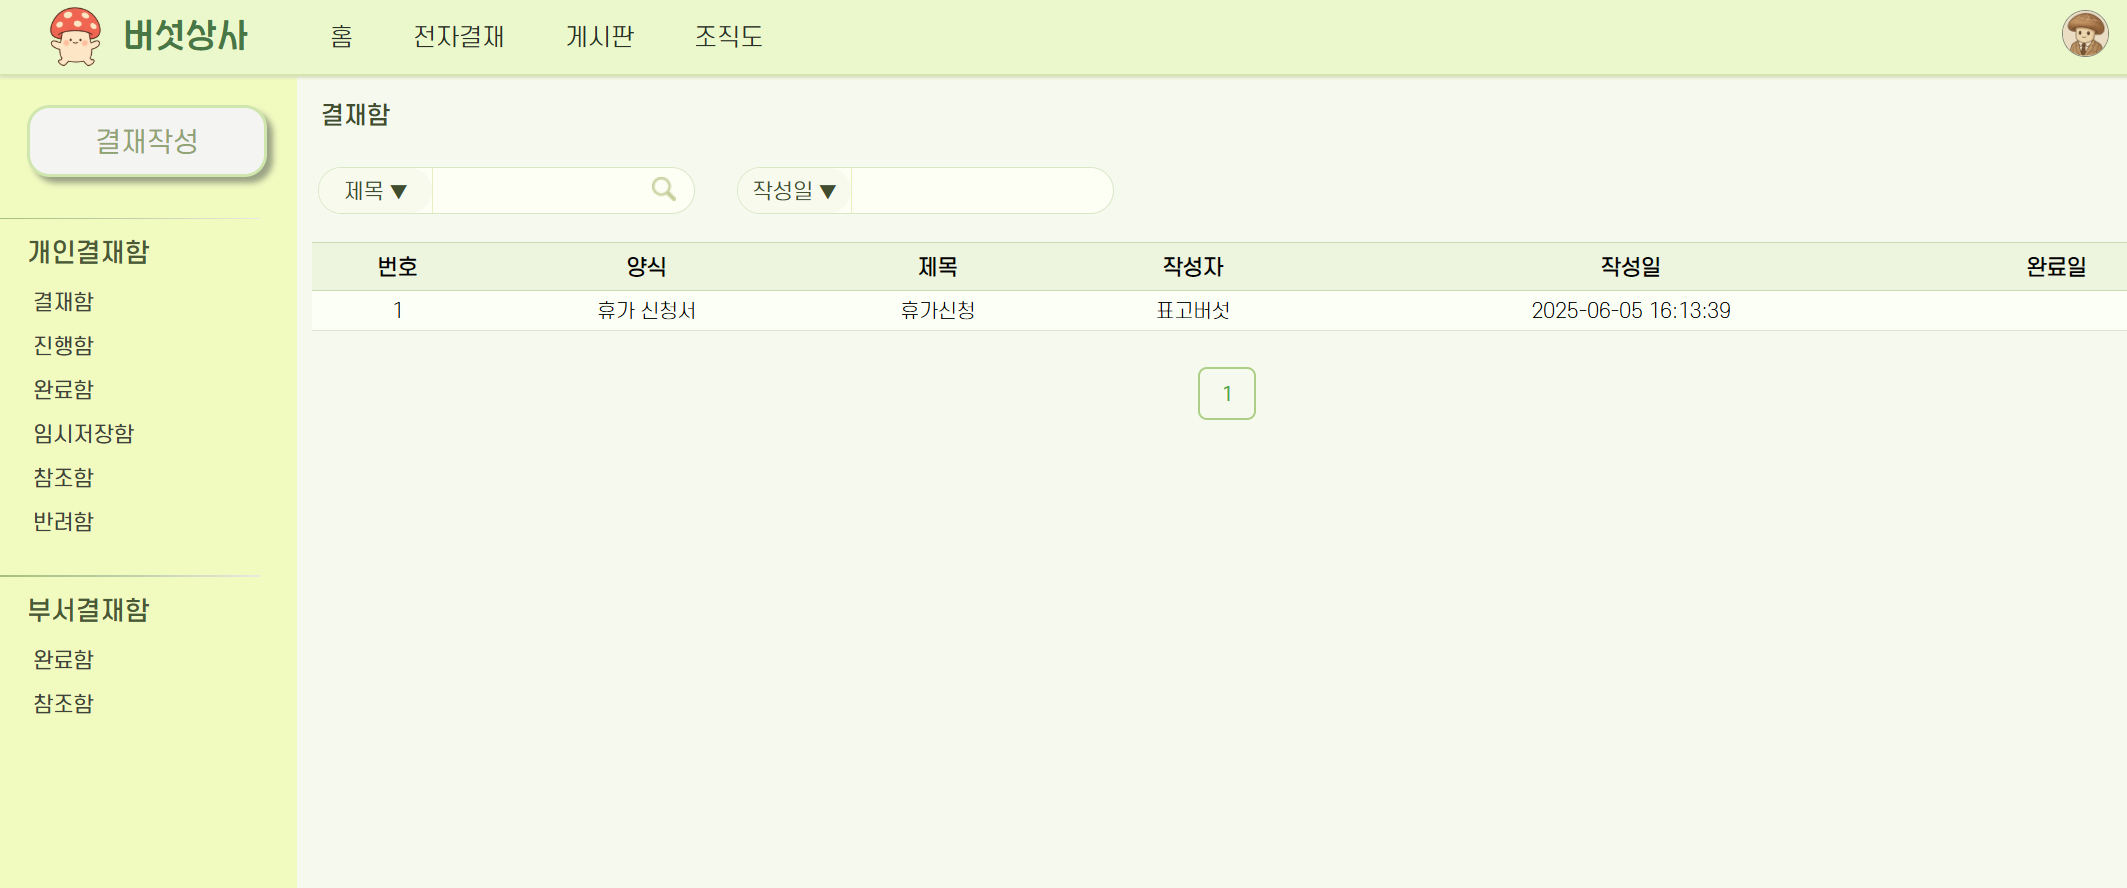 버섯상사 홈 전자결재 게시판 조직도
결재작성
개인결재함
결재함
진행함
완료함
임시저장함
참조함
반려함
부서결재함
완료함
참조함
결재함
제목 ▼ 작성일 ▼
번호 양식 제목 작성자 작성일 완료일
1 휴가 신청서 휴가신청 표고버섯 2025-06-05 16:13:39
1